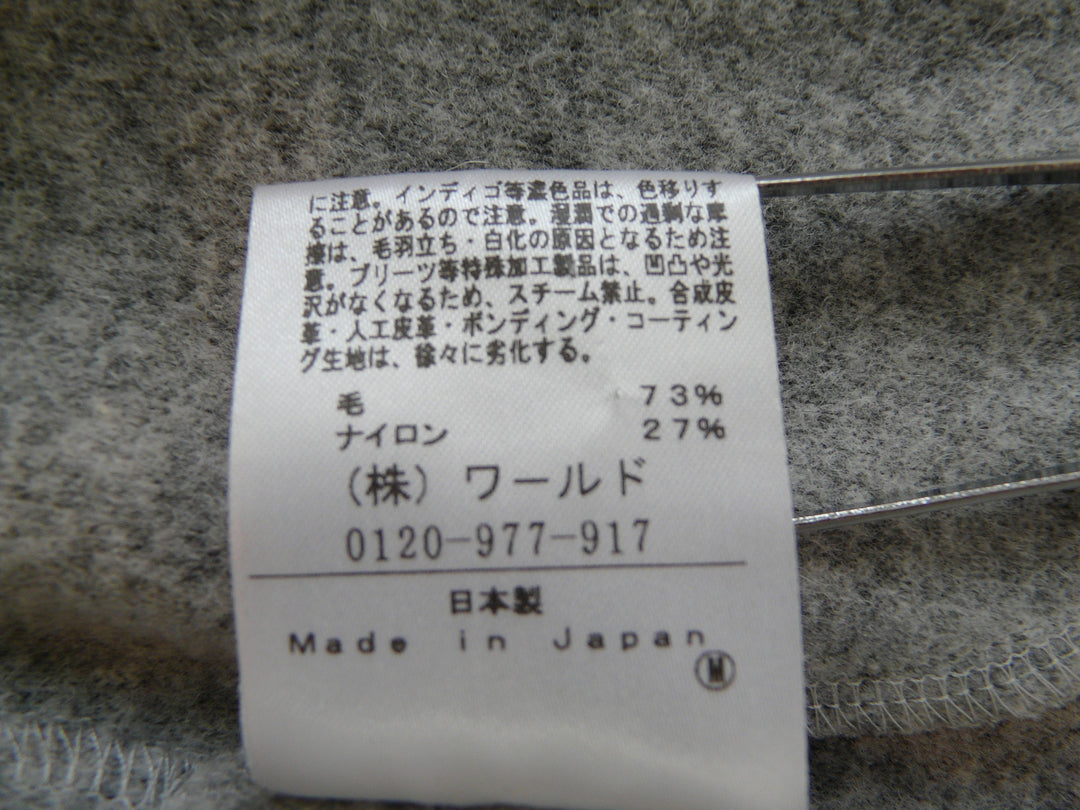 に注意。インディゴ等濃色品は、色移りす
ることがあるので注意。湿潤での過剰な摩
擦は、毛羽立ち・白化の原因となるため注
意。プリーツ等特殊加工製品は、凹凸や光
沢がなくなるため、スチーム禁止。合成皮
革・人工皮革・ボンディング・コーティン
グ生地は、徐々に劣化する。
毛 73%
ナイロン 27%
(株) ワールド
0120-977-917
日本製
Made in Japan
Ⓜ